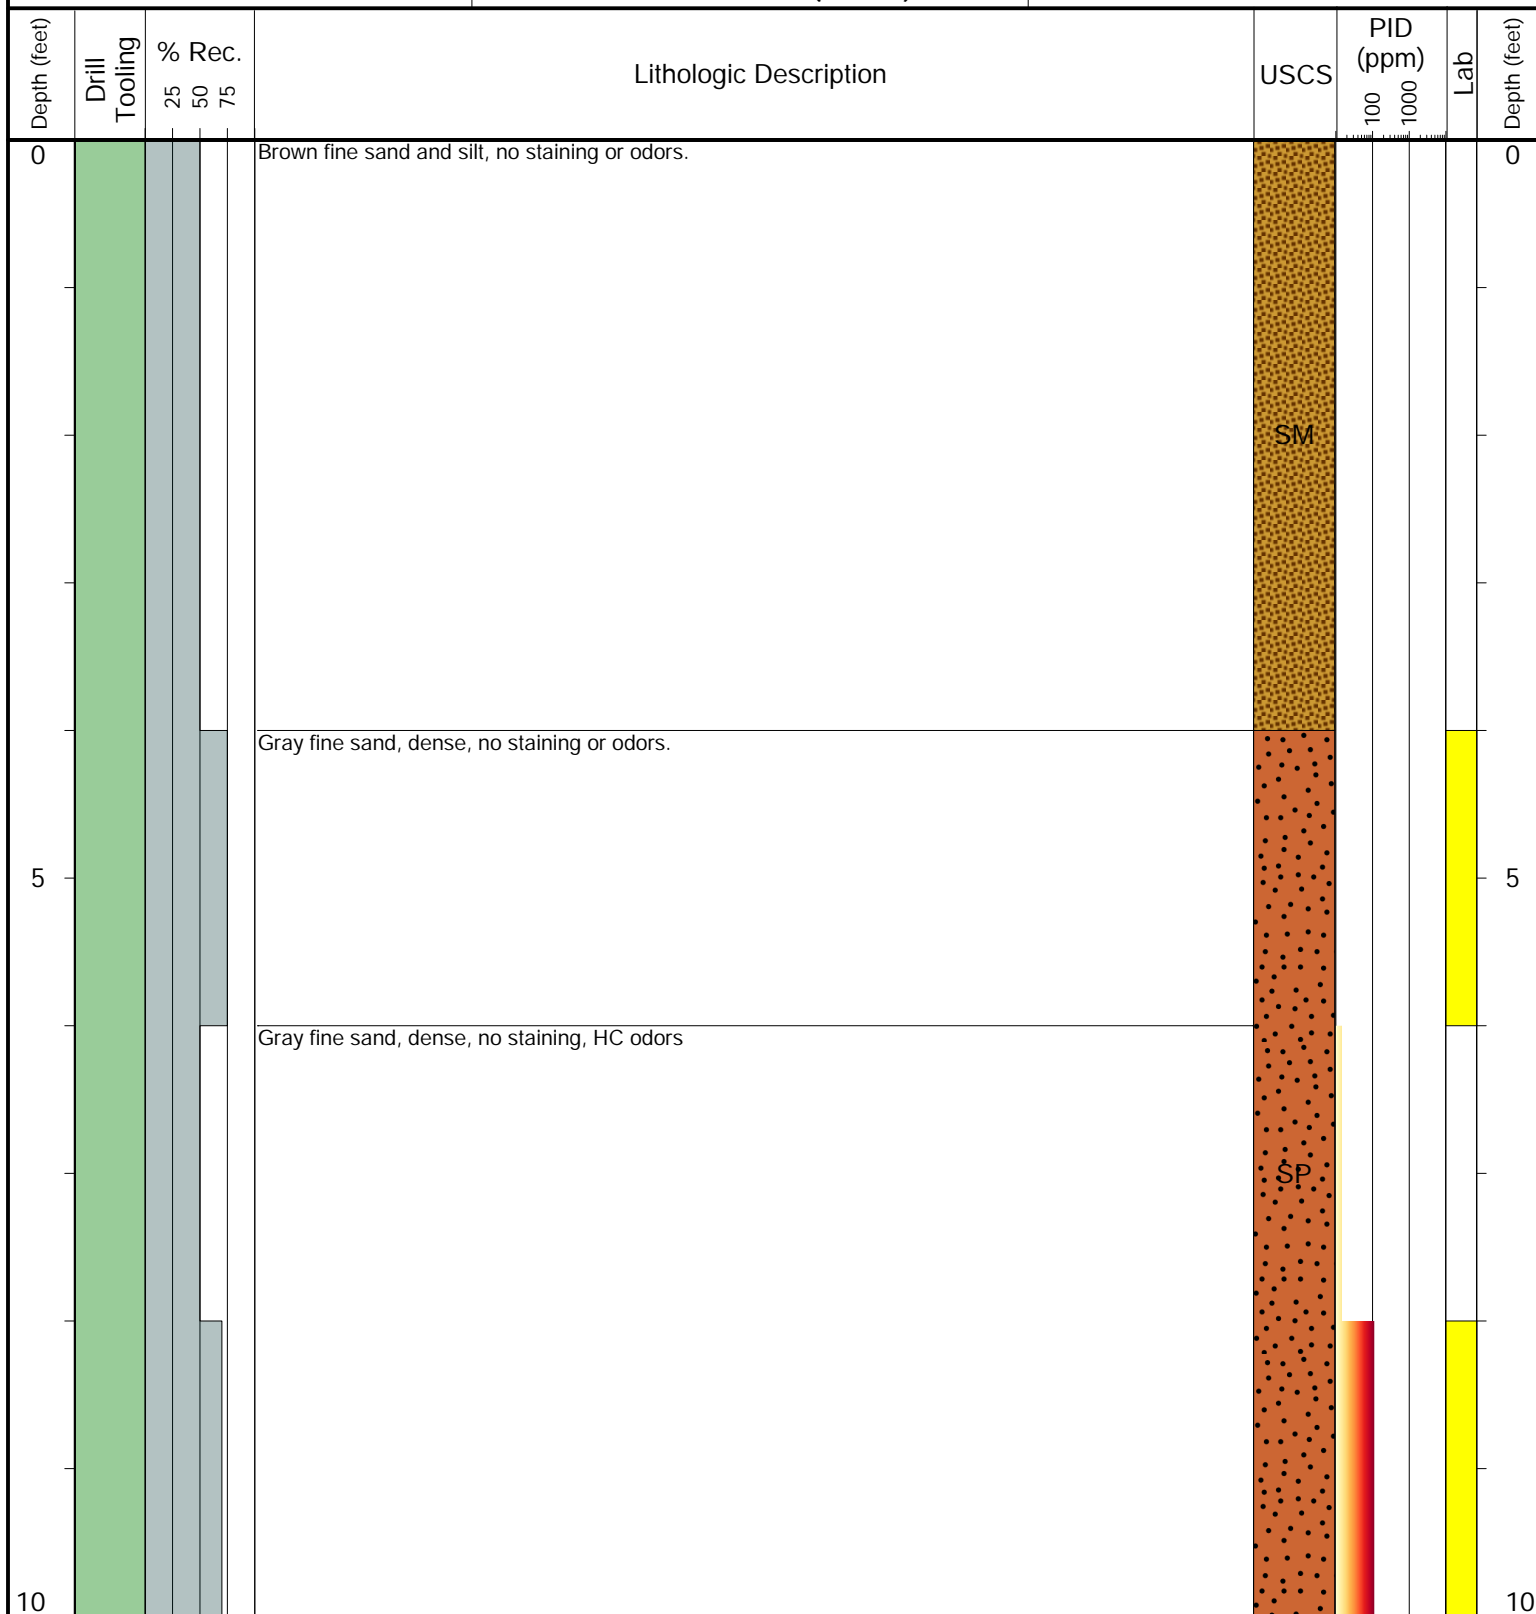 Depth (feet)
Drill
Tooling
% Rec.
25
50
75
Lithologic Description
USCS
PID
(ppm)
100
1000
Lab
Depth (feet)
0
Brown fine sand and silt, no staining or odors.
0
SM
Gray fine sand, dense, no staining or odors.
5
5
Gray fine sand, dense, no staining, HC odors
SP
10
10